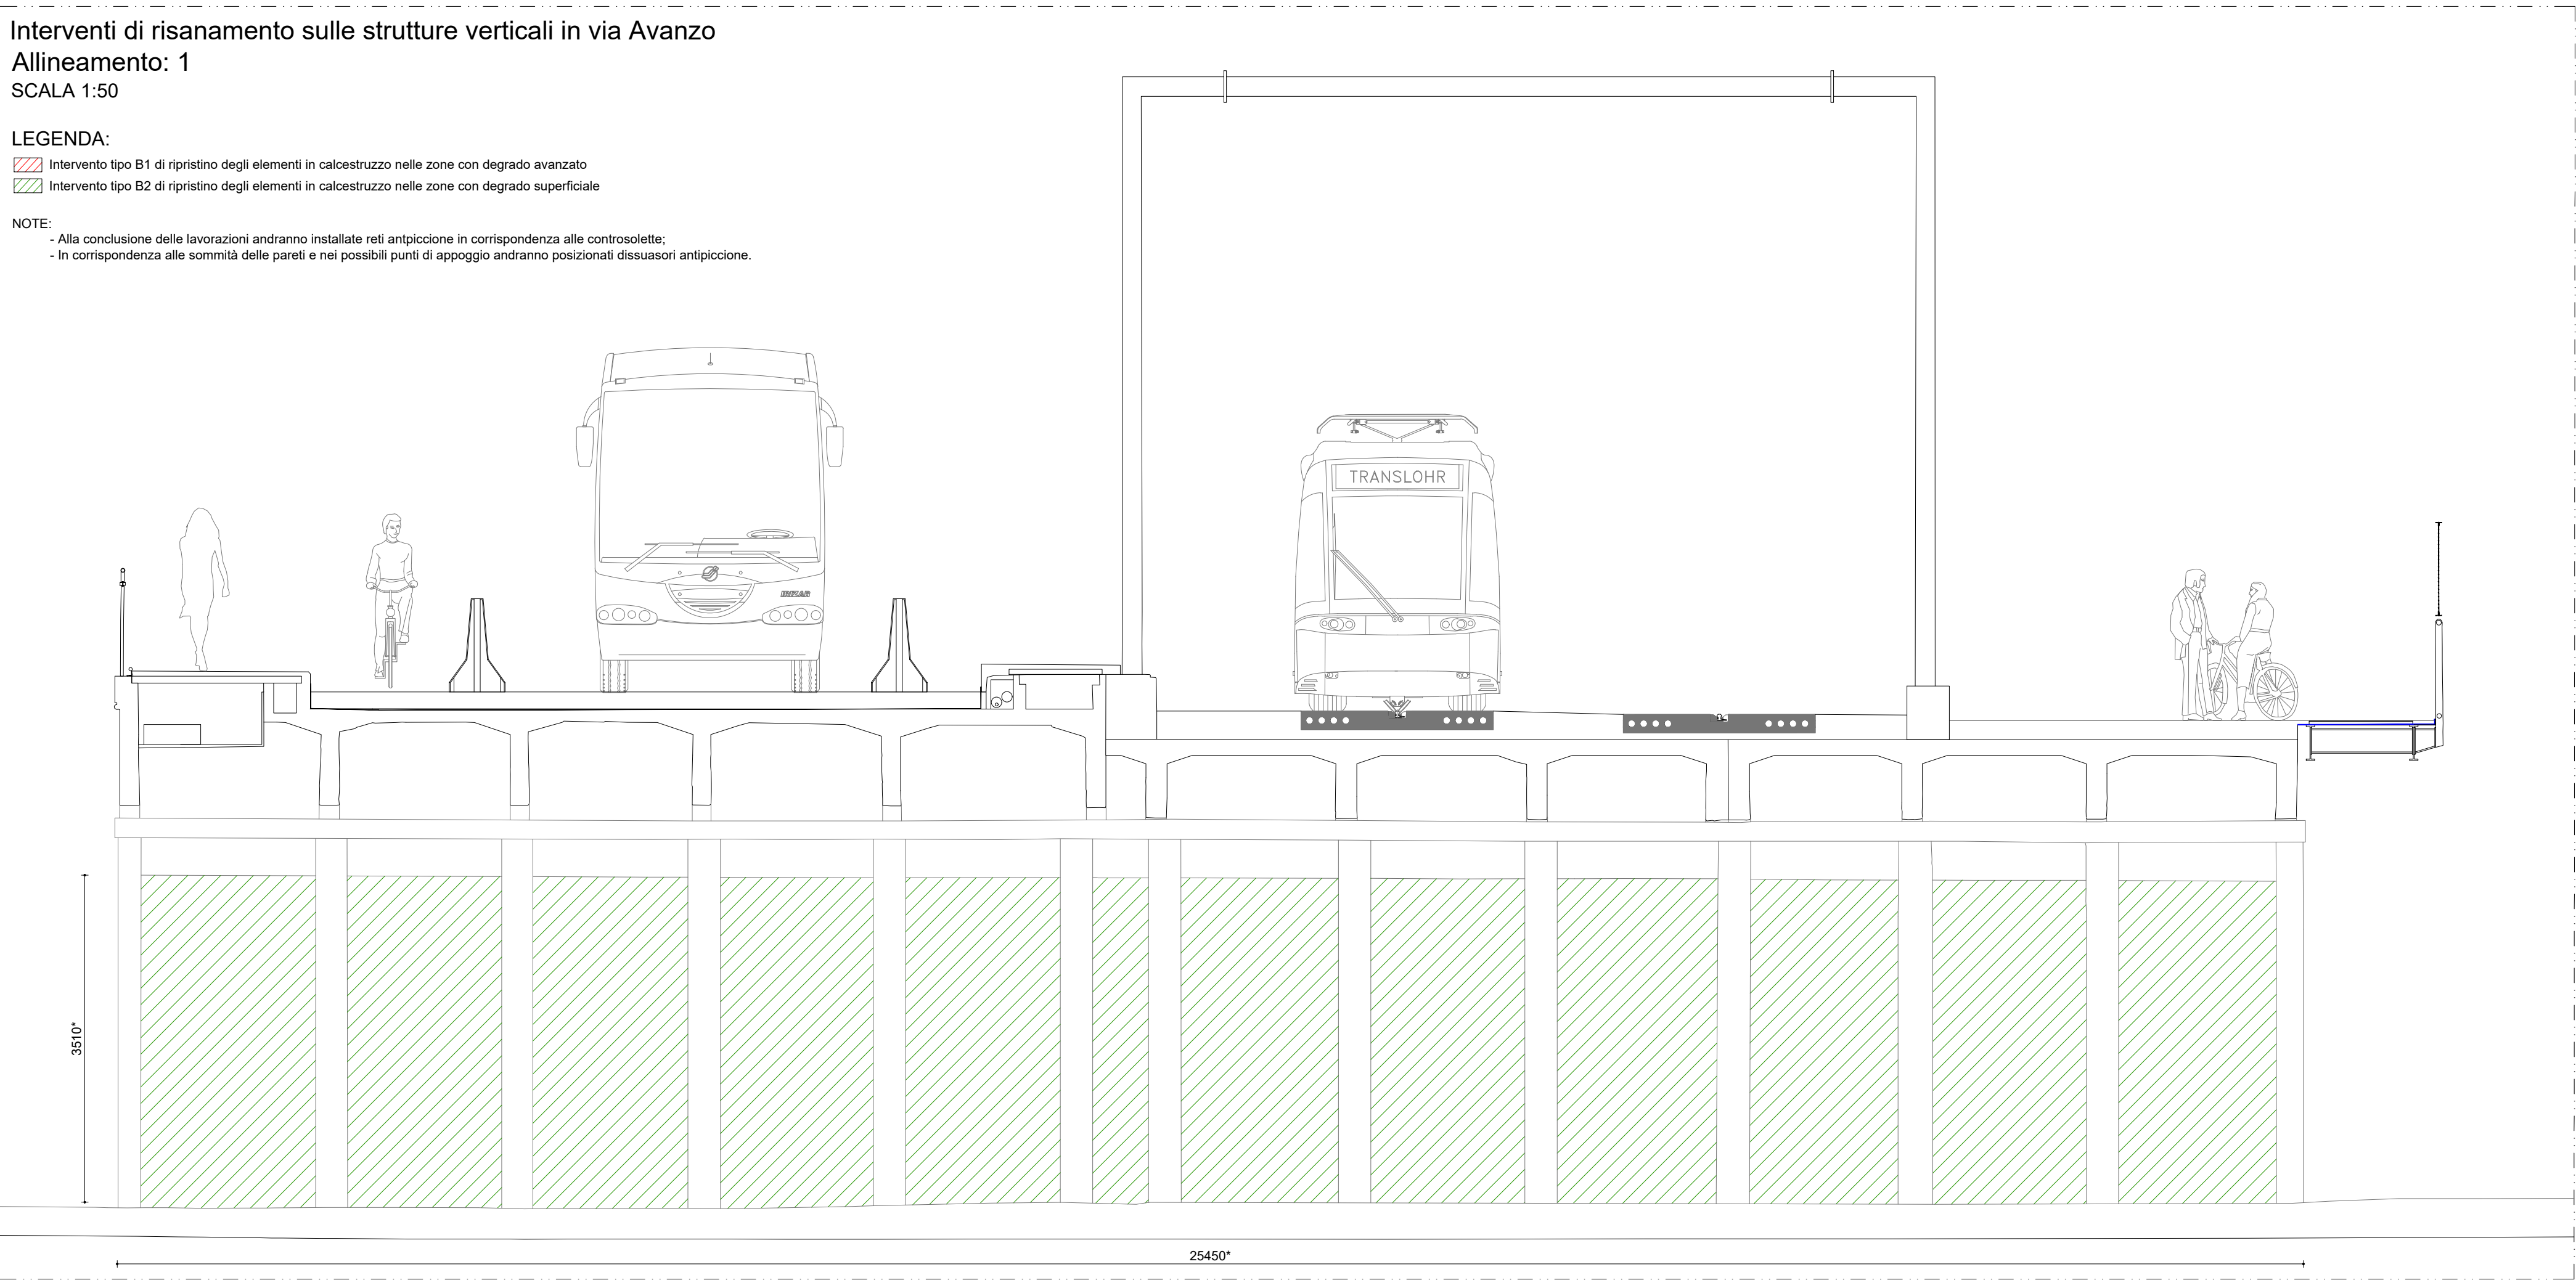 Interventi di risanamento sulle strutture verticali in via Avanzo
Allineamento: 1
SCALA 1:50
LEGENDA:
Intervento tipo B1 di ripristino degli elementi in calcestruzzo nelle zone con degrado avanzato
Intervento tipo B2 di ripristino degli elementi in calcestruzzo nelle zone con degrado superficiale
NOTE:
- Alla conclusione delle lavorazioni andranno installate reti antpiccione in corrispondenza alle controsolette;
- In corrispondenza alle sommità delle pareti e nei possibili punti di appoggio andranno posizionati dissuasori antipiccione.
TRANSLOHR
IRIZAR
3510*
25450*